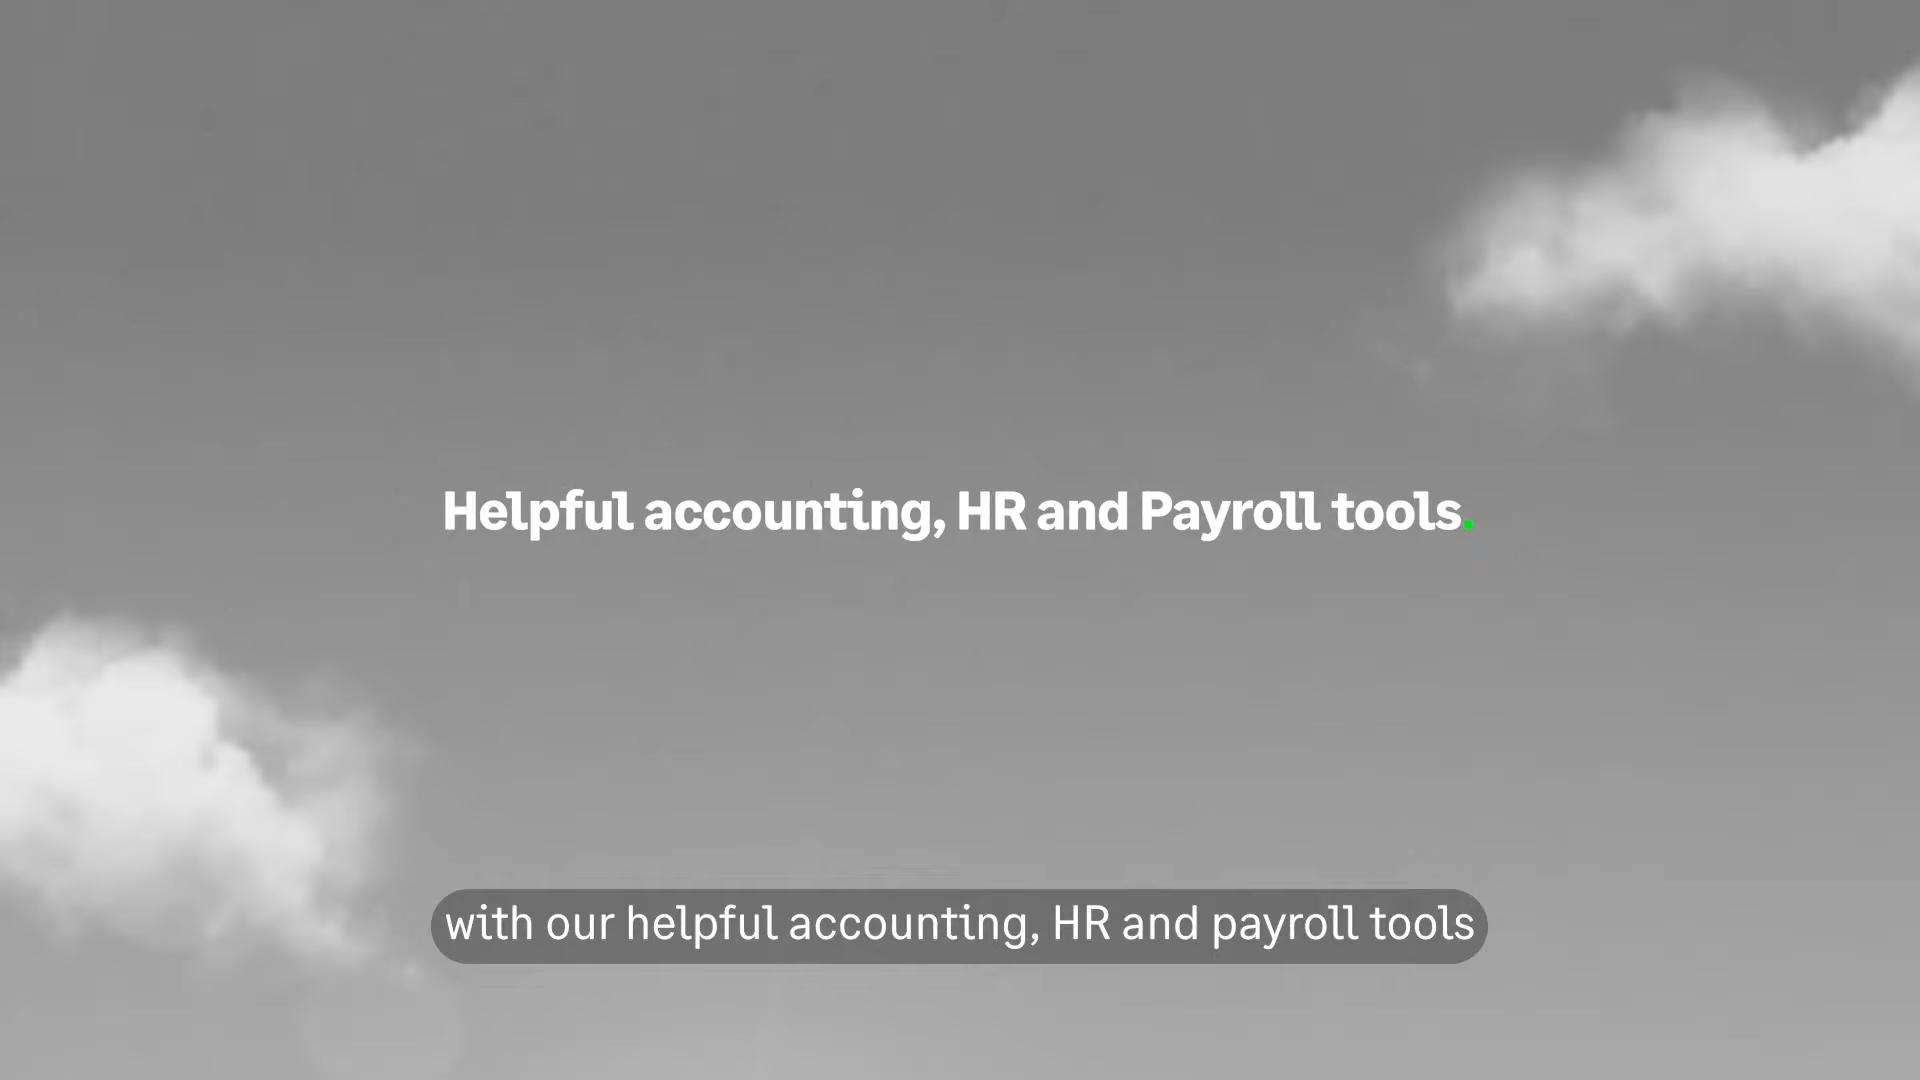 Helpful accounting, HR and Payroll tools.
with our helpful accounting, HR and payroll tools